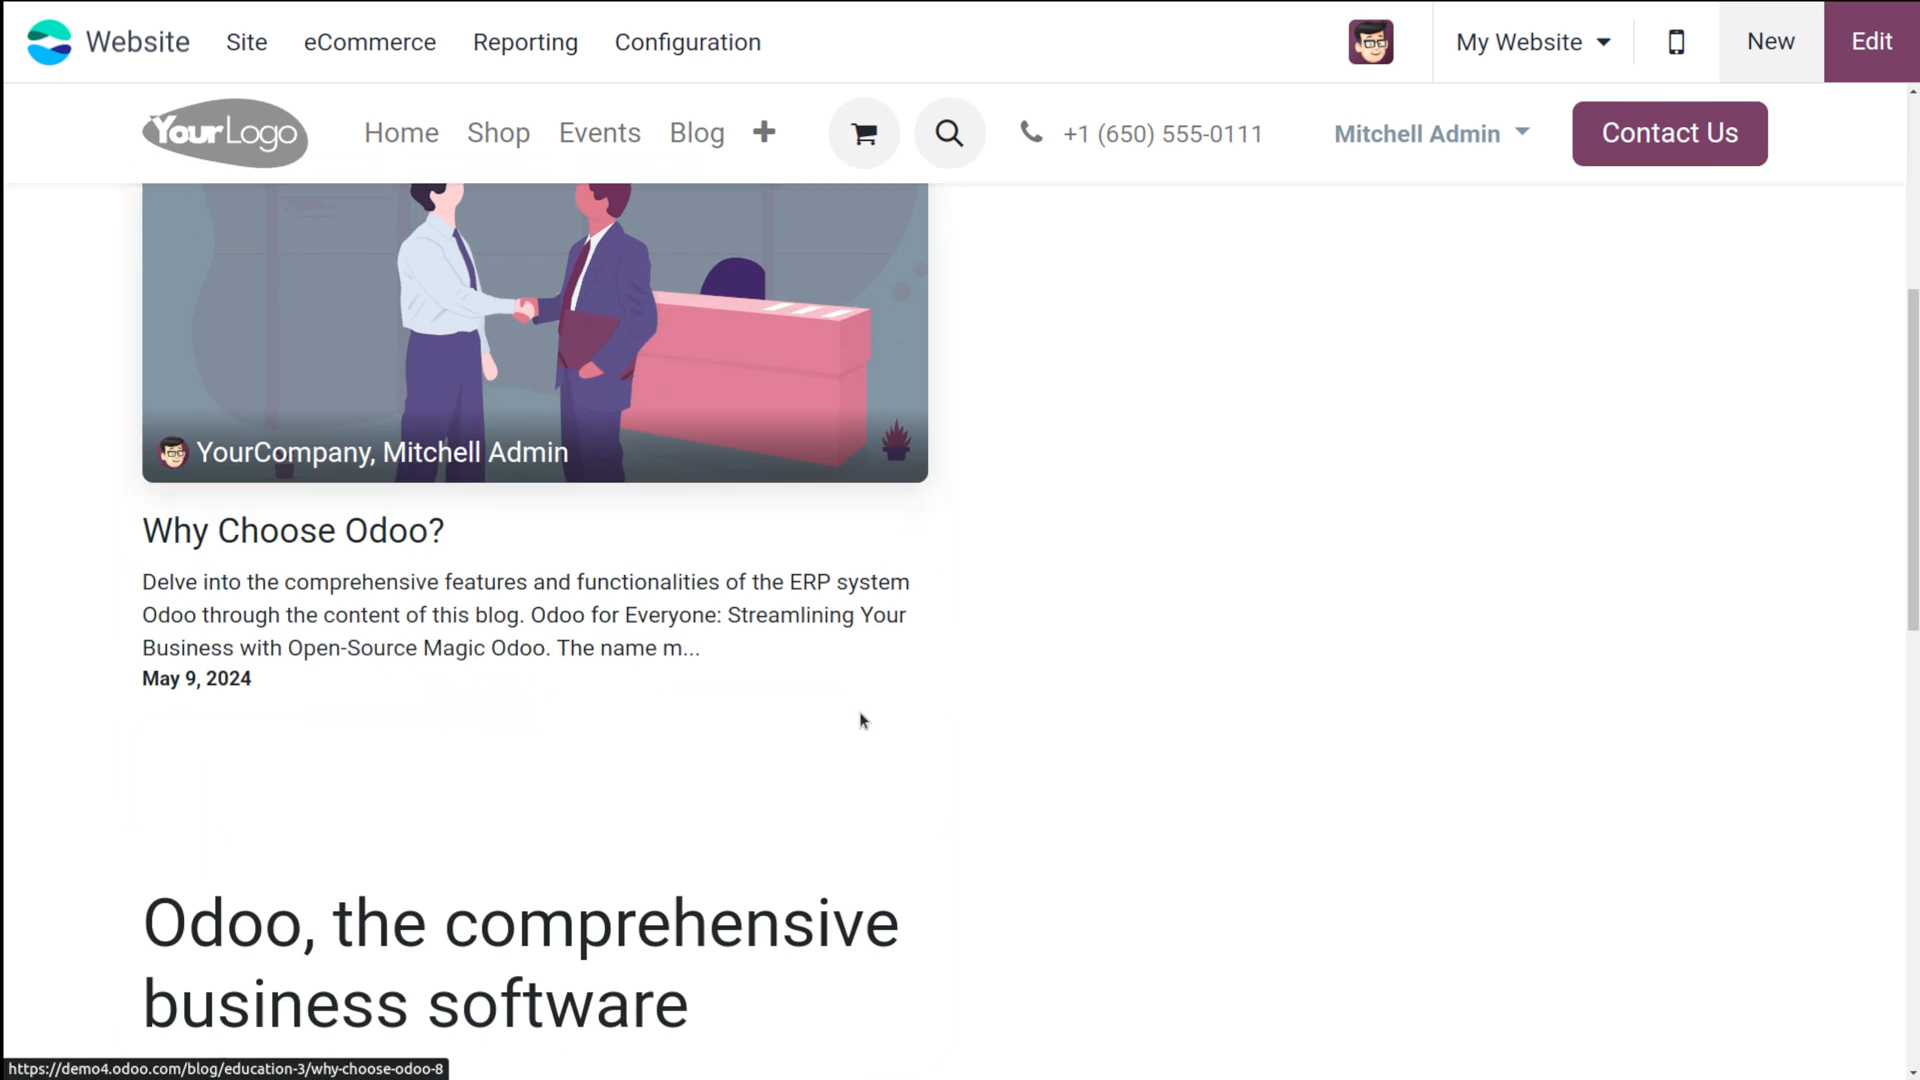 Website Site eCommerce Reporting Configuration My Website New Edit
YourLogo Home Shop Events Blog +1 (650) 555-0111 Mitchell Admin Contact Us
YourCompany, Mitchell Admin
Why Choose Odoo?
Delve into the comprehensive features and functionalities of the ERP system
Odoo through the content of this blog. Odoo for Everyone: Streamlining Your
Business with Open-Source Magic Odoo. The name m...
May 9, 2024
Odoo, the comprehensive
business software
https://demo4.odoo.com/blog/education-3/why-choose-odoo-8